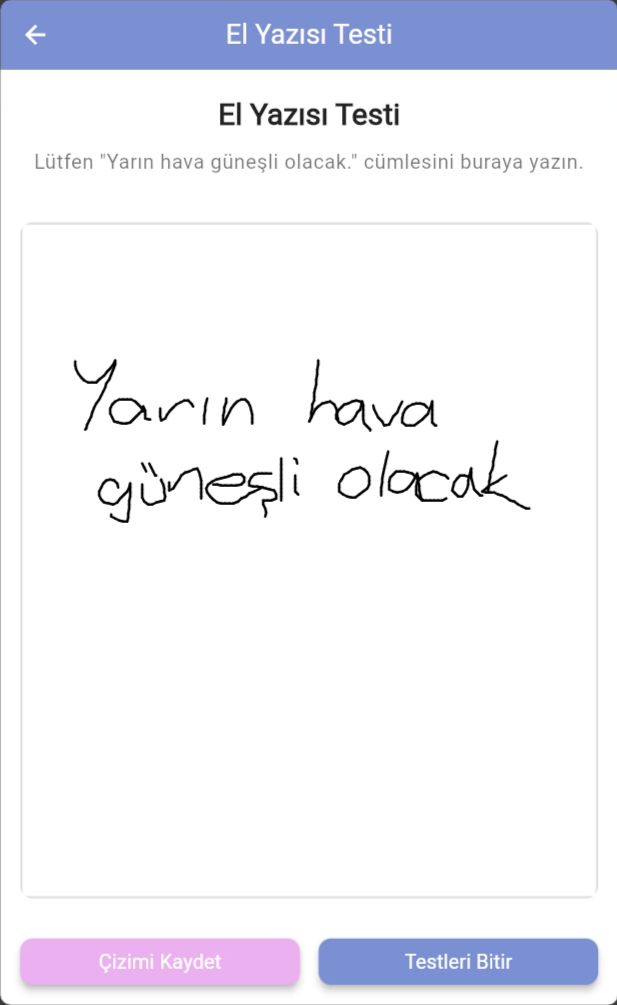 El Yazısı Testi
El Yazısı Testi
Lütfen "Yarın hava güneşli olacak." cümlesini buraya yazın.
Yarın hava
güneşli olacak
Çizimi Kaydet
Testleri Bitir